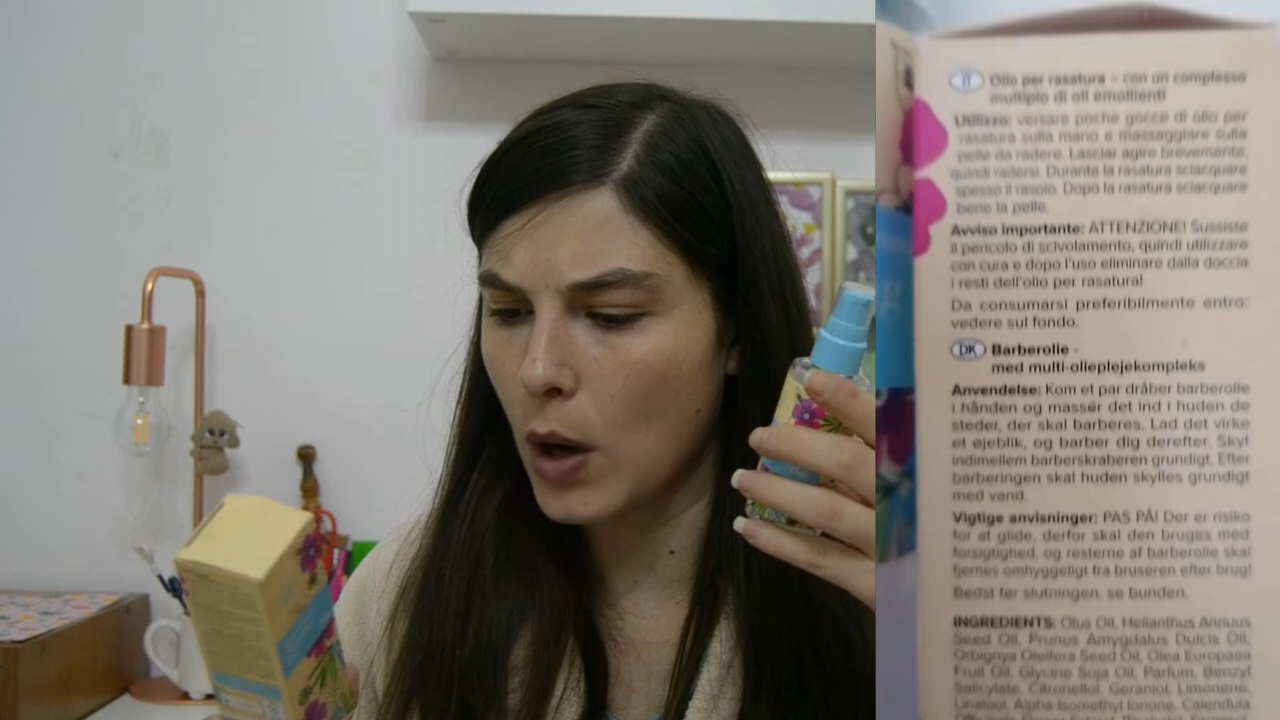 IT Olio per rasatura – con un complesso
multiplo di oli emollienti
Utilizzo: versare poche gocce di olio per
rasatura sulla mano e massaggiare sulla
pelle da radere. Lasciar agire brevemente,
quindi radersi. Durante la rasatura sciacquare
spesso il rasoio. Dopo la rasatura sciacquare
bene la pelle.
Avviso importante: ATTENZIONE! Sussiste
il pericolo di scivolamento, quindi utilizzare
con cura e dopo l'uso eliminare dalla doccia
i resti dell'olio per rasatura!
Da consumarsi preferibilmente entro:
vedere sul fondo.
DK Barberolie -
med multi-olieplejekompleks
Anvendelse: Kom et par dråber barberolie
i hånden og massér det ind i huden de
steder, der skal barberes. Lad det virke
et øjeblik, og barber dig derefter. Skyl
indimellem barberskraberen grundigt. Efter
barberingen skal huden skylles grundigt
med vand.
Vigtige anvisninger: PAS PÅ! Der er risiko
for at glide, derfor skal den bruges med
forsigtighed, og resterne af barberolie skal
fjernes omhyggeligt fra bruseren efter brug!
Bedst før slutningen: se bunden.
INGREDIENTS: Olus Oil, Helianthus Annuus
Seed Oil, Prunus Amygdalus Dulcis Oil,
Orbignya Oleifera Seed Oil, Olea Europaea
Fruit Oil, Glycine Soja Oil, Parfum, Benzyl
Salicylate, Citronellol, Geraniol, Limonene,
Linalool, Alpha Isomethyl Ionone, Calendula